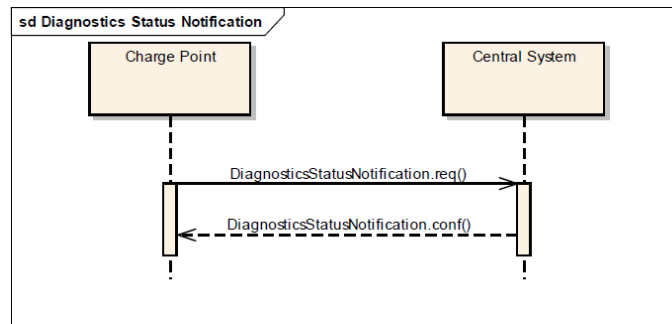 sd Diagnostics Status Notification
Charge Point
Central System
DiagnosticsStatusNotification.req()
DiagnosticsStatusNotification.conf()